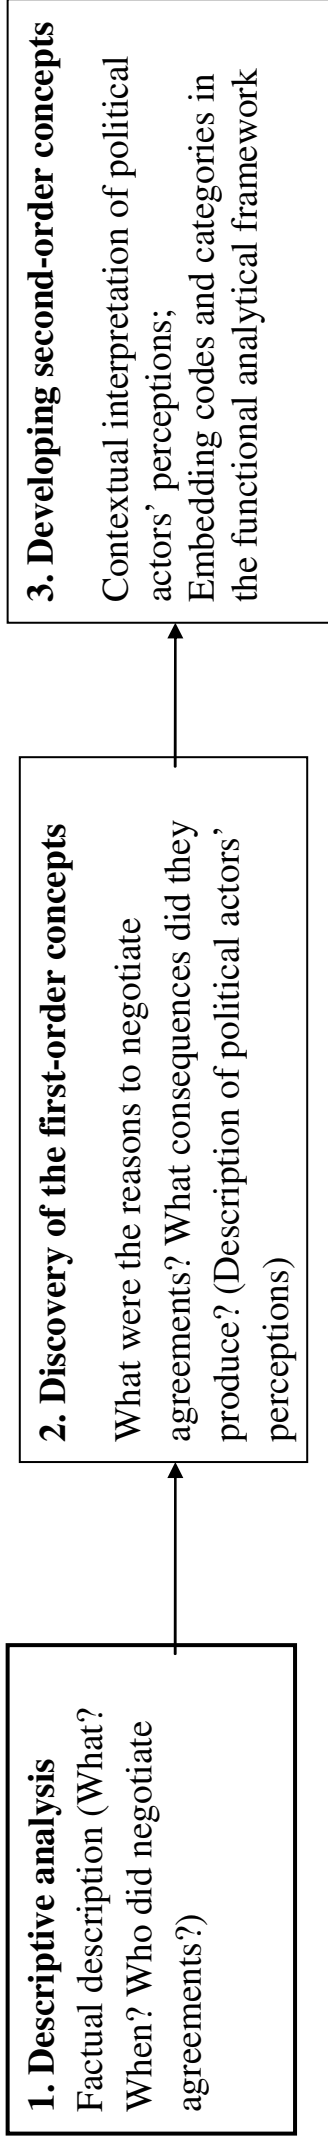 1. Descriptive analysis
Factual description (What?
When? Who did negotiate
agreements?)
2. Discovery of the first-order concepts
What were the reasons to negotiate
agreements? What consequences did they
produce? (Description of political actors’
perceptions)
3. Developing second-order concepts
Contextual interpretation of political
actors’ perceptions;
Embedding codes and categories in
the functional analytical framework